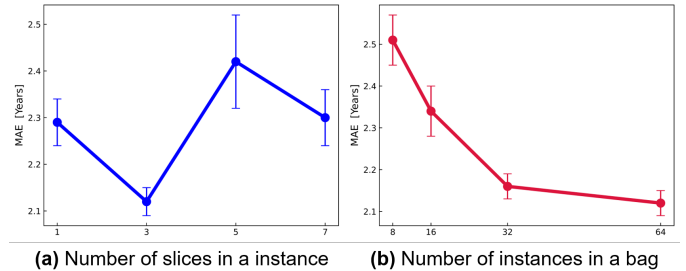 2.5
2.4
2.3
2.2
2.1
MAE [Years]
1 3 5 7
(a) Number of slices in a instance
2.5
2.4
2.3
2.2
2.1
MAE [Years]
8 16 32 64
(b) Number of instances in a bag